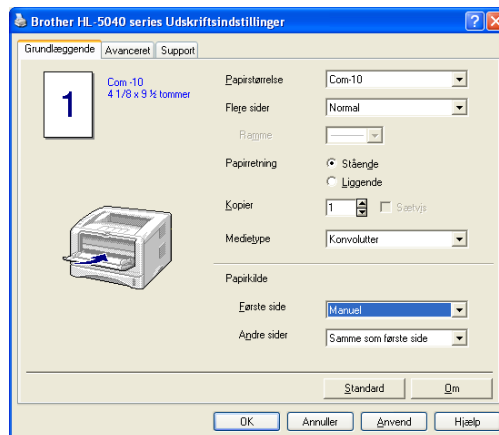 Brother HL-5040 series Udskriftsindstillinger
Grundlæggende Avanceret Support
1
Com -10
4 1/8 x 9 ½ tommer
Papirstørrelse Com-10
Flere sider Normal
Ramme
Papirretning Stående
Liggende
Kopier 1 Sætvjs
Medietype Konvolutter
Papirkilde
Første side Manuel
Andre sider Samme som første side
Standard Om
OK Annuller Anvend Hjælp